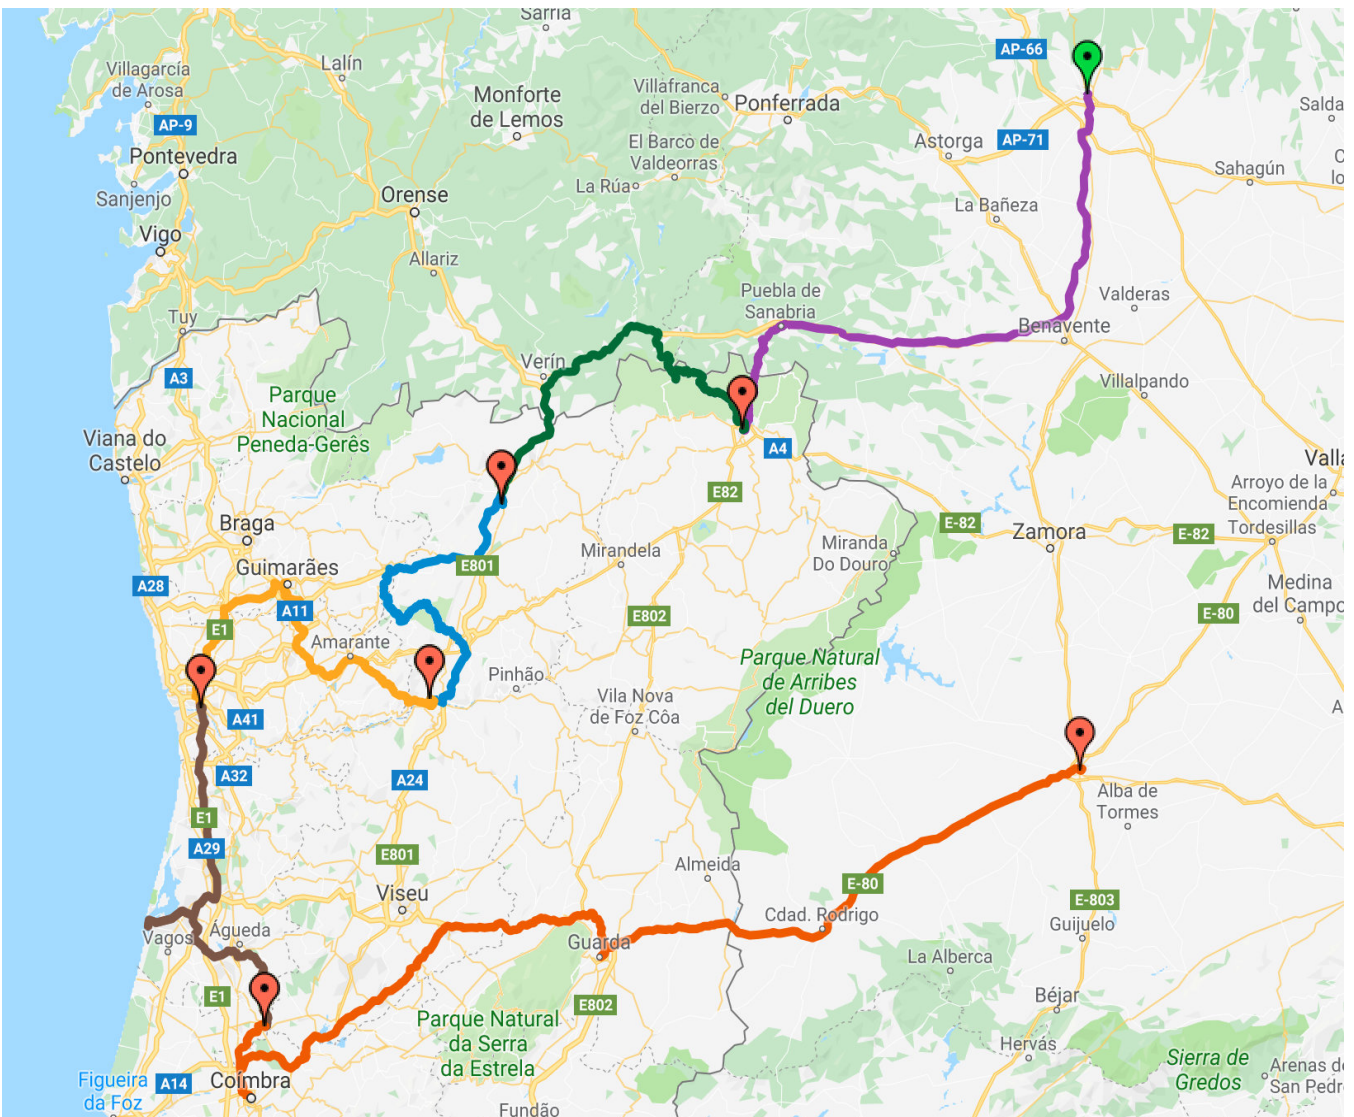 Sarria
AP-66
Villagarcía
de Arosa
Lalín
Monforte
de Lemos
Villafranca
del Bierzo
Ponferrada
AP-9
Pontevedra
El Barco de
Valdeorras
Astorga
AP-71
Sahagún
Sanjenjo
La Rúa
Orense
La Bañeza
Vigo
Allariz
Puebla de
Sanabria
Valderas
Tuy
Benavente
Verín
A3
Parque
Nacional
Peneda-Gerês
Villalpando
Viana do
Castelo
A4
E82
Arroyo de la
Encomienda
Tordesillas
Braga
E-82
Zamora
E-82
Guimarães
E801
Mirandela
Miranda
Do Douro
A28
A11
E1
Amarante
E802
Medina
del Campo
E-80
Pinhão
Parque Natural
de Arribes
del Duero
Vila Nova
de Foz Côa
A41
A32
A24
E1
A29
Alba de
Tormes
E801
Viseu
Almeida
E-80
E-803
Cdad. Rodrigo
Guijuelo
Vagos
Águeda
Guarda
La Alberca
E1
E802
Béjar
Parque Natural
da Serra
da Estrela
Hervás
Sierra de
Gredos
Figueira
da Foz
A14
Coímbra
Fundão